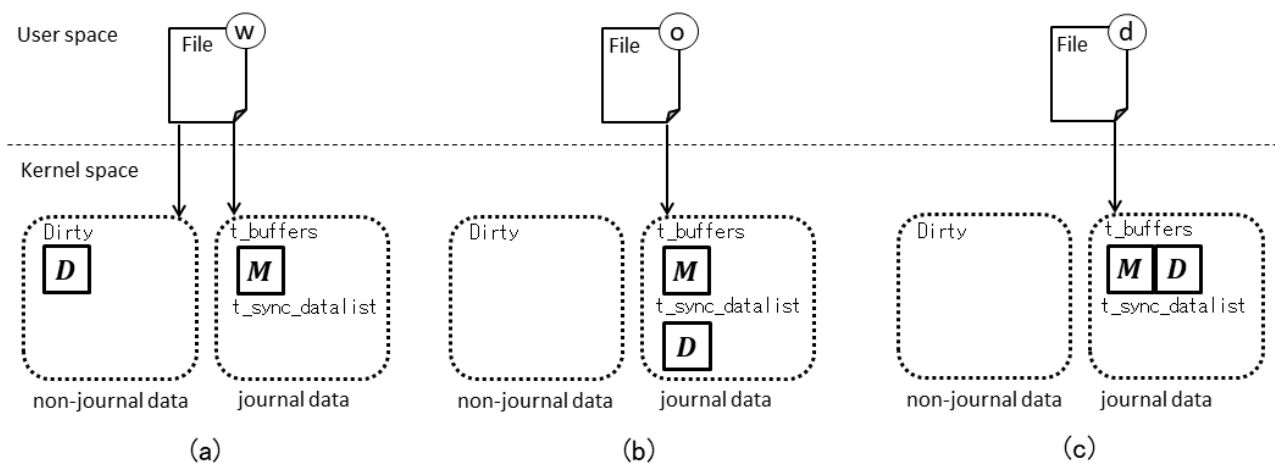 User space
File
w
File
o
File
d
Kernel space
Dirty
D
t_buffers
M
t_sync_datalist
non-journal data
journal data
Dirty
t_buffers
M
t_sync_datalist
D
non-journal data
journal data
Dirty
t_buffers
M D
t_sync_datalist
non-journal data
journal data
(a)
(b)
(c)